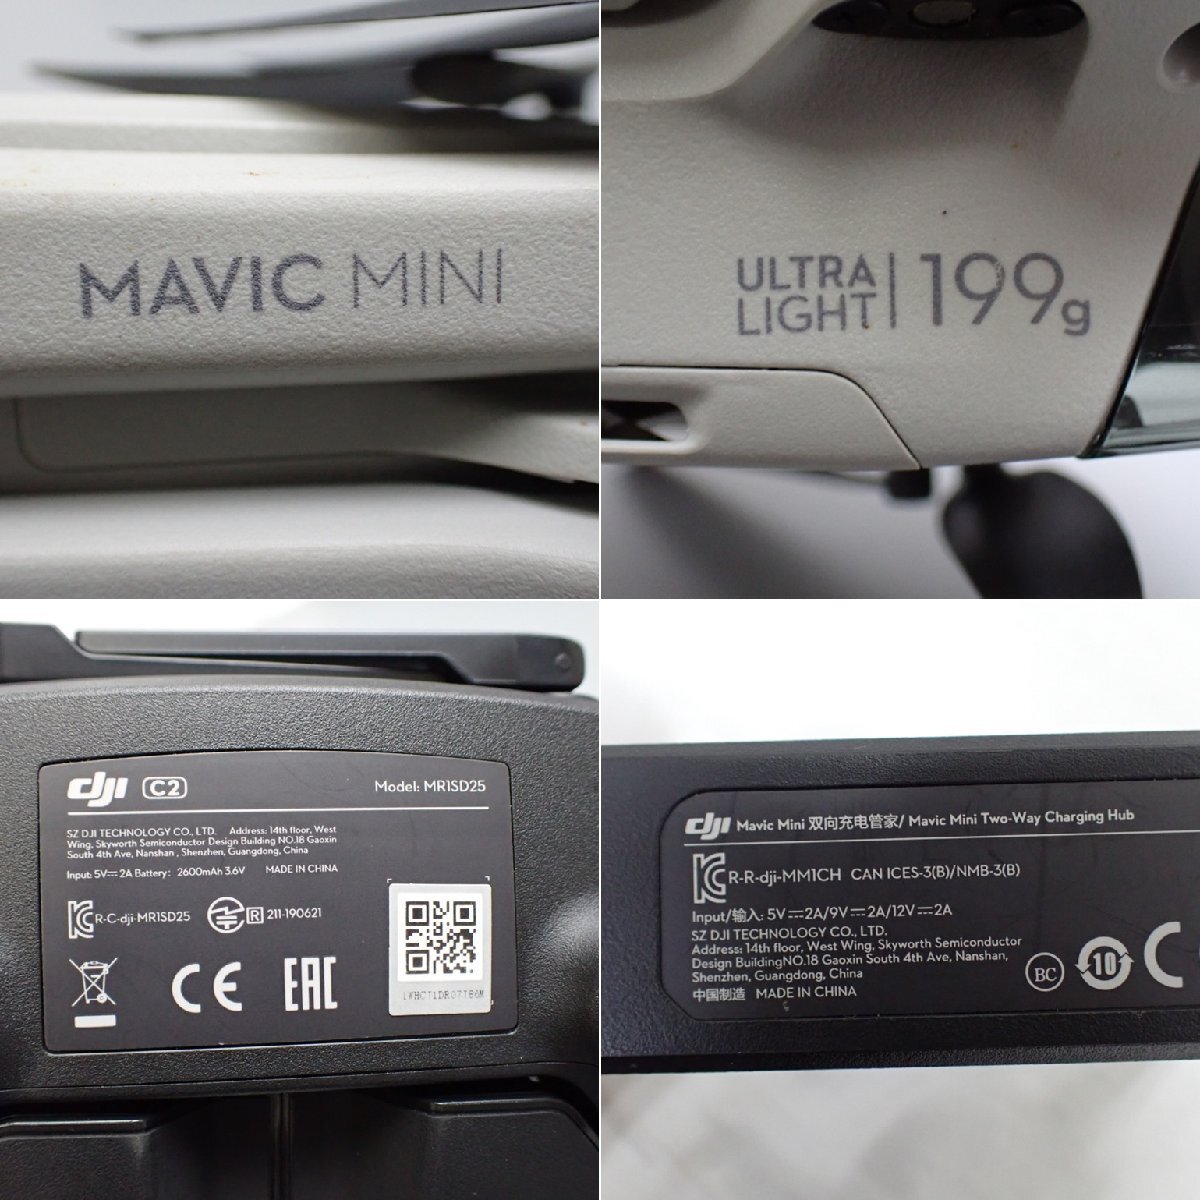 MAVIC MINI
ULTRA
LIGHT
199g
dji C2
Model: MR1SD25
SZ DJI TECHNOLOGY CO., LTD. Address: 14th floor, West
Wing, Skyworth Semiconductor Design Building NO.18 Gaoxin
South 4th Ave, Nanshan , Shenzhen, Guangdong, China
Input: 5V⎓2A Battery: 2600mAh 3.6V MADE IN CHINA
R-C-dji-MR1SD25
R 211-190621
CE EAC
dji Mavic Mini 双向充电管家/ Mavic Mini Two-Way Charging Hub
R-R-dji-MM1CH CAN ICES-3(B)/NMB-3(B)
Input/输入: 5V⎓2A/9V⎓2A/12V⎓2A
SZ DJI TECHNOLOGY CO., LTD.
Address: 14th floor, West Wing, Skyworth Semiconductor
Design BuildingNO.18 Gaoxin South 4th Ave, Nanshan,
Shenzhen, Guangdong, China
中国制造 MADE IN CHINA
BC
10